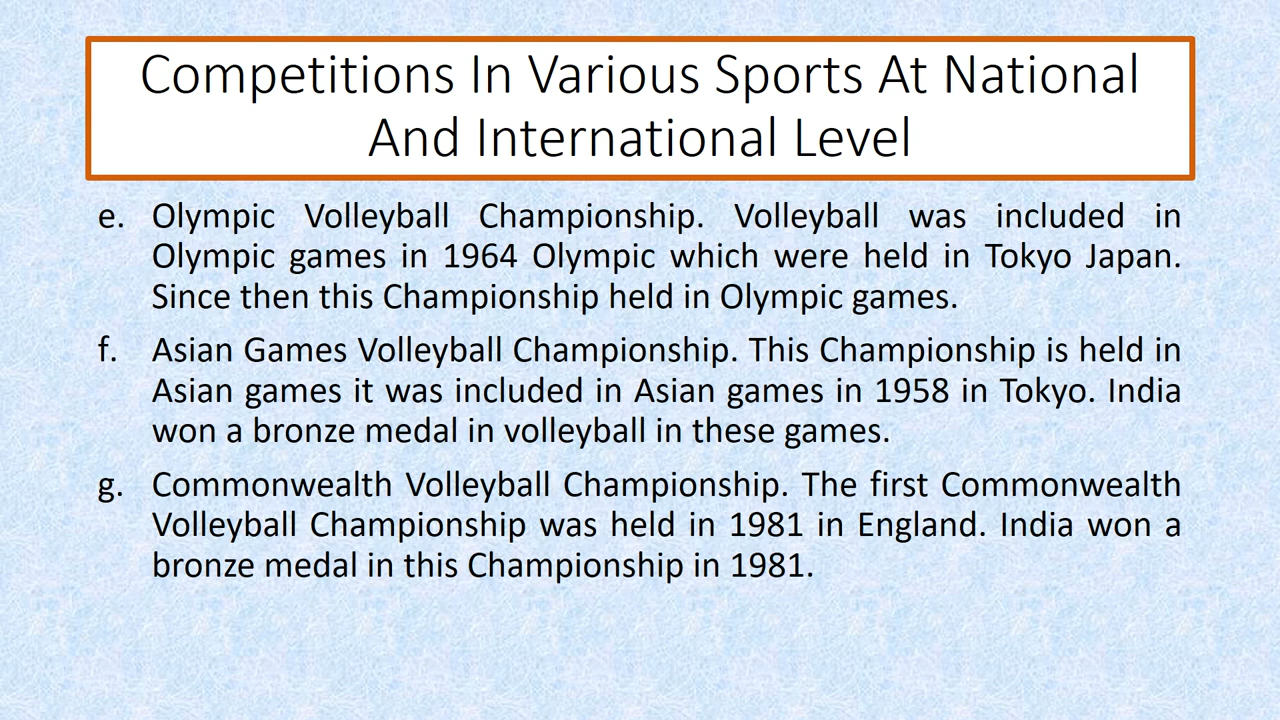 Competitions In Various Sports At National
And International Level
e. Olympic Volleyball Championship. Volleyball was included in
Olympic games in 1964 Olympic which were held in Tokyo Japan.
Since then this Championship held in Olympic games.
f. Asian Games Volleyball Championship. This Championship is held in
Asian games it was included in Asian games in 1958 in Tokyo. India
won a bronze medal in volleyball in these games.
g. Commonwealth Volleyball Championship. The first Commonwealth
Volleyball Championship was held in 1981 in England. India won a
bronze medal in this Championship in 1981.